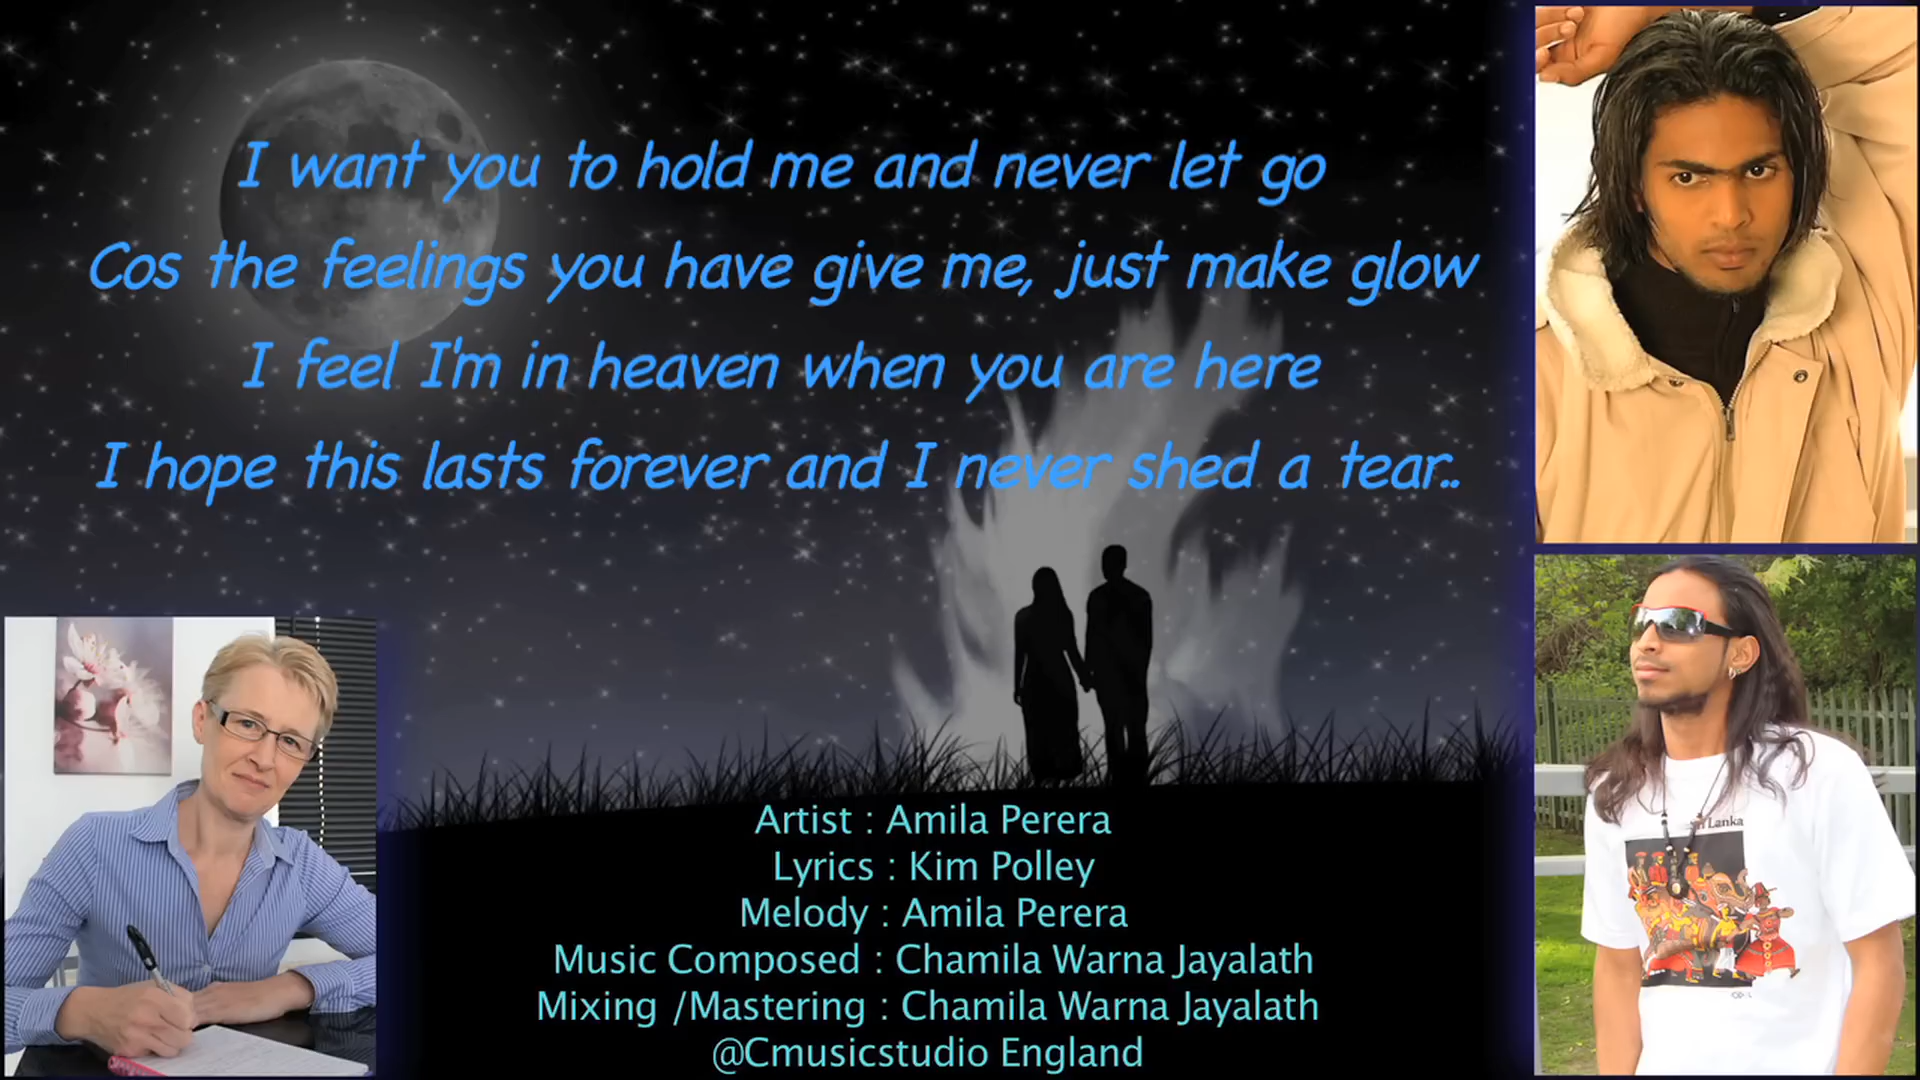 I want you to hold me and never let go
Cos the feelings you have give me, just make glow
I feel I'm in heaven when you are here
I hope this lasts forever and I never shed a tear..
Artist : Amila Perera
Lyrics : Kim Polley
Melody : Amila Perera
Music Composed : Chamila Warna Jayalath
Mixing /Mastering : Chamila Warna Jayalath
@Cmusicstudio England
Lanka